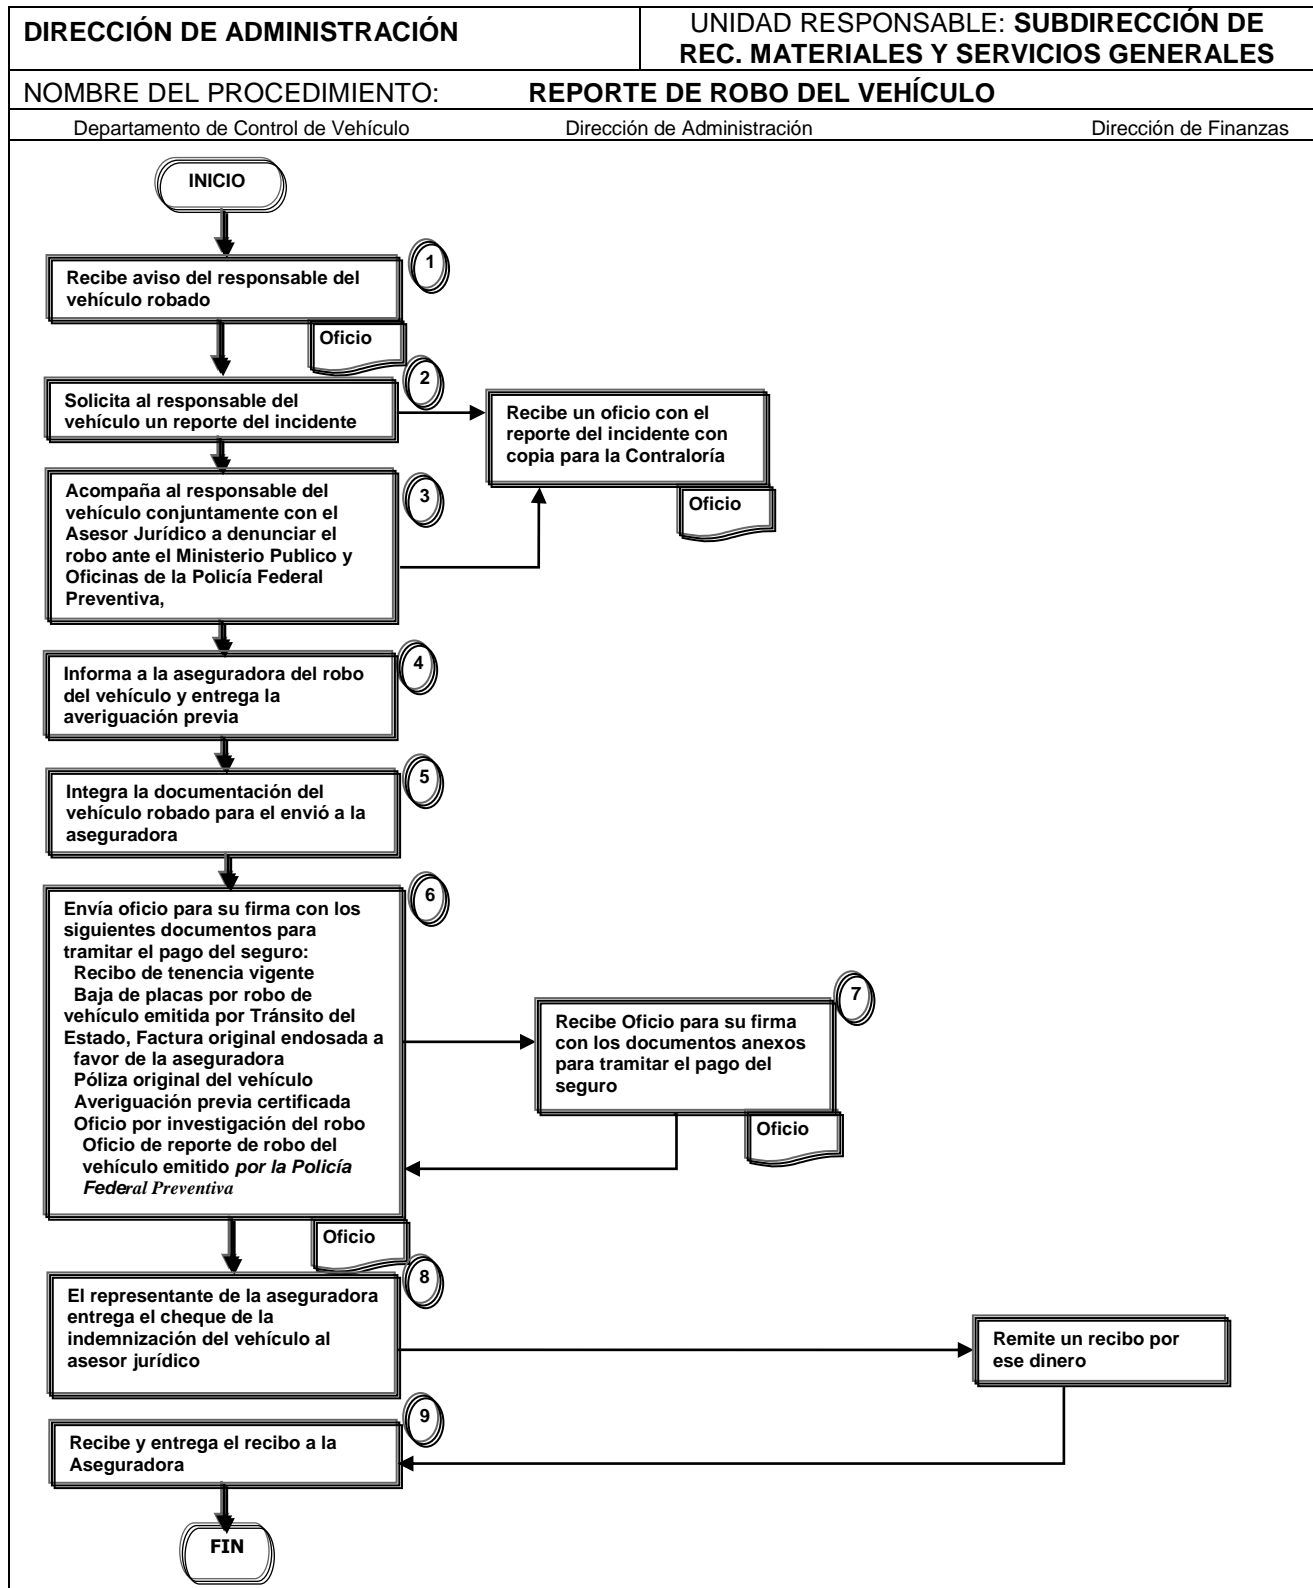 DIRECCIÓN DE ADMINISTRACIÓN
UNIDAD RESPONSABLE: SUBDIRECCIÓN DE
REC. MATERIALES Y SERVICIOS GENERALES
NOMBRE DEL PROCEDIMIENTO: REPORTE DE ROBO DEL VEHÍCULO
Departamento de Control de Vehículo
Dirección de Administración
Dirección de Finanzas
INICIO
1
Recibe aviso del responsable del
vehículo robado
Oficio
2
Solicita al responsable del
vehículo un reporte del incidente
Recibe un oficio con el
reporte del incidente con
copia para la Contraloría
Oficio
3
Acompaña al responsable del
vehículo conjuntamente con el
Asesor Jurídico a denunciar el
robo ante el Ministerio Publico y
Oficinas de la Policía Federal
Preventiva,
4
Informa a la aseguradora del robo
del vehículo y entrega la
averiguación previa
5
Integra la documentación del
vehículo robado para el envió a la
aseguradora
6
Envía oficio para su firma con los
siguientes documentos para
tramitar el pago del seguro:
Recibo de tenencia vigente
Baja de placas por robo de
vehículo emitida por Tránsito del
Estado, Factura original endosada a
favor de la aseguradora
Póliza original del vehículo
Averiguación previa certificada
Oficio por investigación del robo
Oficio de reporte de robo del
vehículo emitido por la Policía
Federal Preventiva
7
Recibe Oficio para su firma
con los documentos anexos
para tramitar el pago del
seguro
Oficio
Oficio
8
El representante de la aseguradora
entrega el cheque de la
indemnización del vehículo al
asesor jurídico
Remite un recibo por
ese dinero
9
Recibe y entrega el recibo a la
Aseguradora
FIN